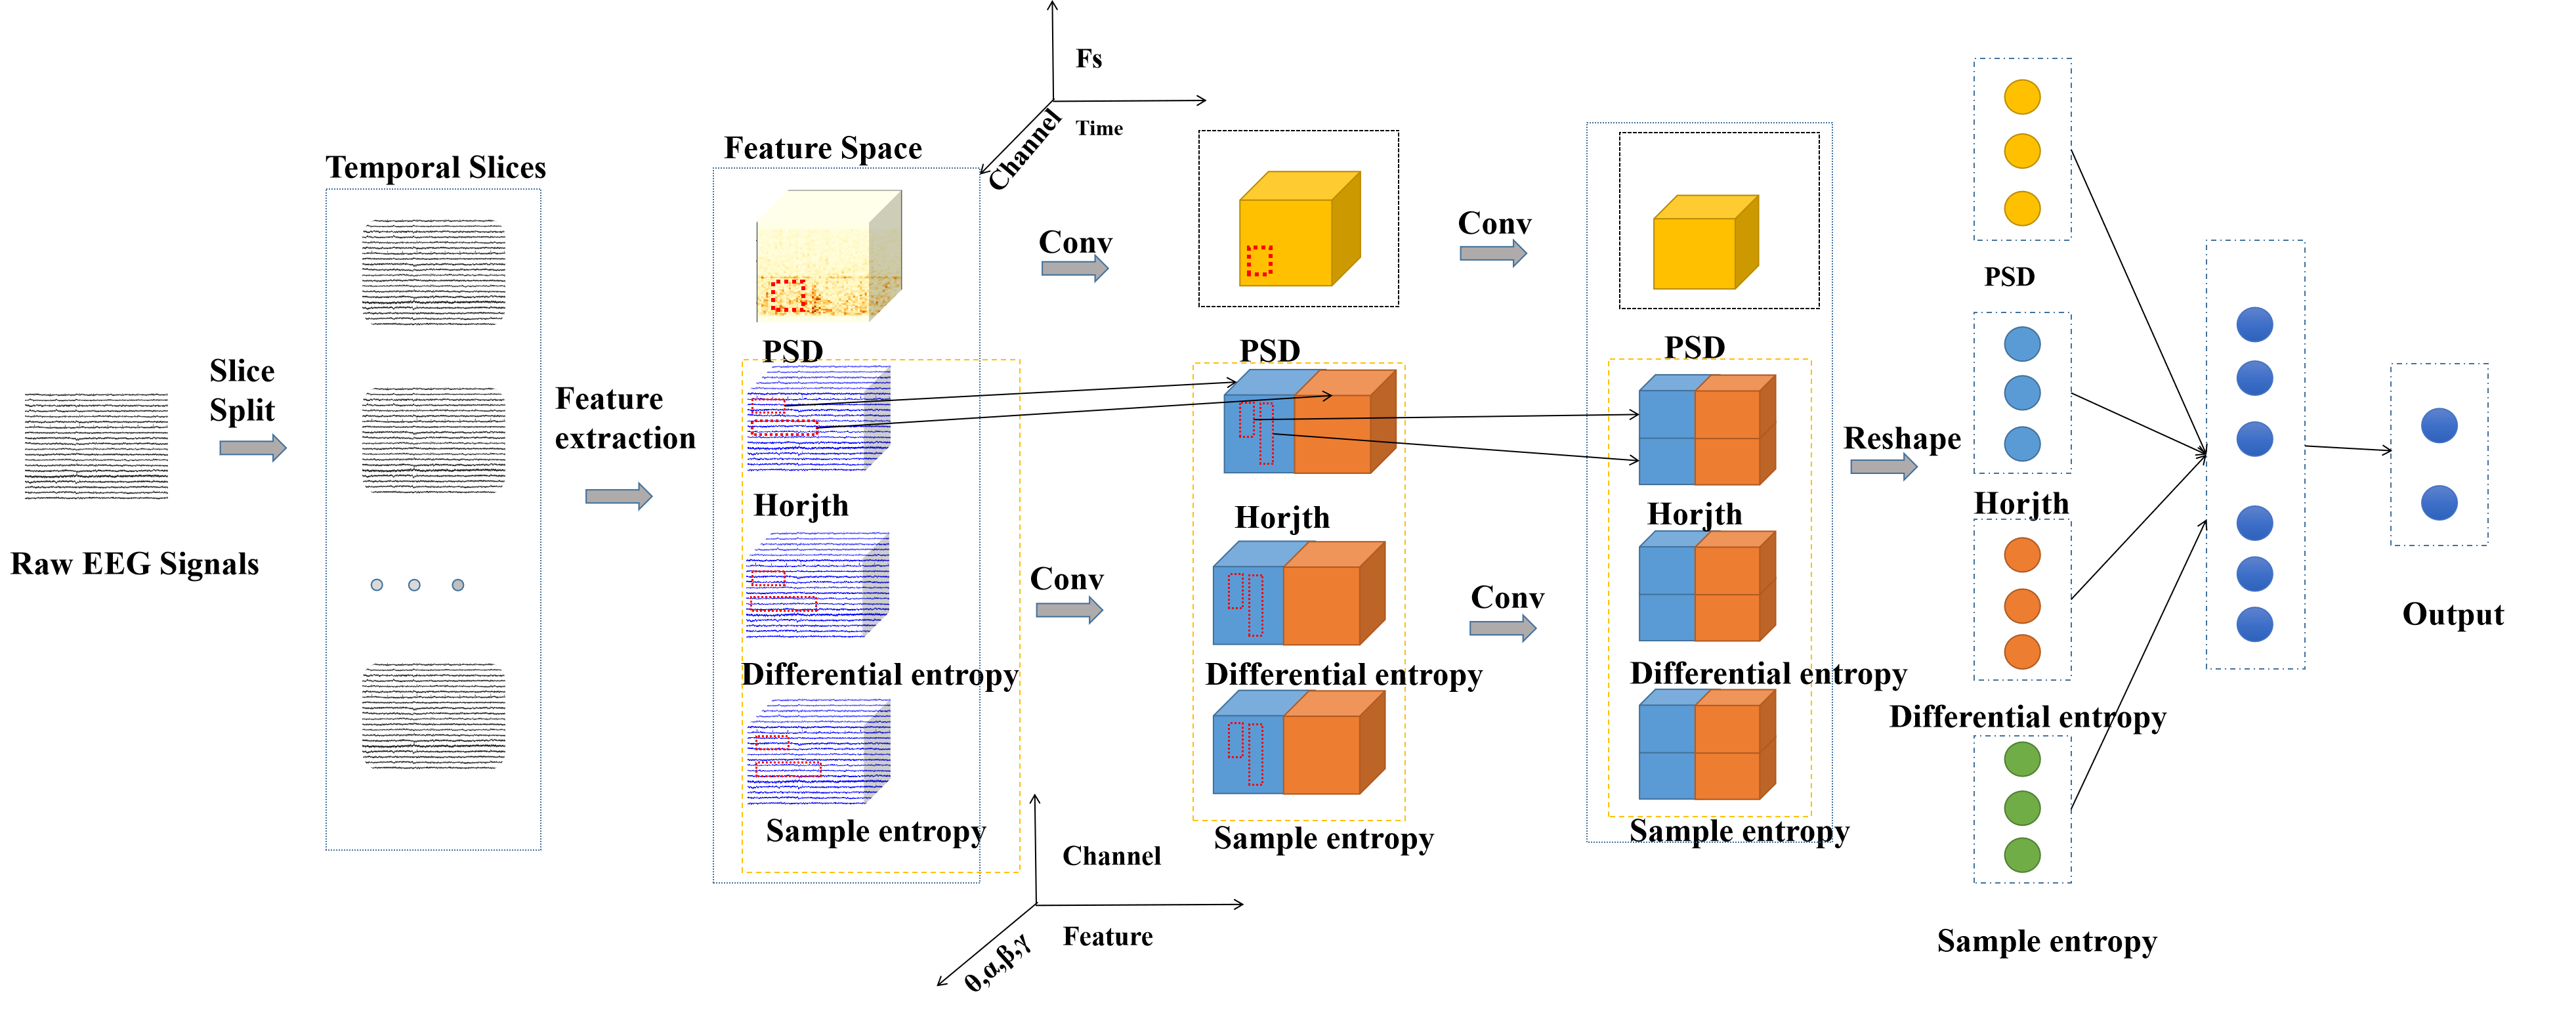 Raw EEG Signals
Slice
Split
Temporal Slices
Feature
extraction
Feature Space
PSD
Horjth
Differential entropy
Sample entropy
Fs
Time
Channel
Conv
Conv
Channel
Feature
θ,α,β,γ
PSD
Horjth
Differential entropy
Sample entropy
Conv
Conv
PSD
Horjth
Differential entropy
Sample entropy
Reshape
PSD
Horjth
Differential entropy
Sample entropy
Output